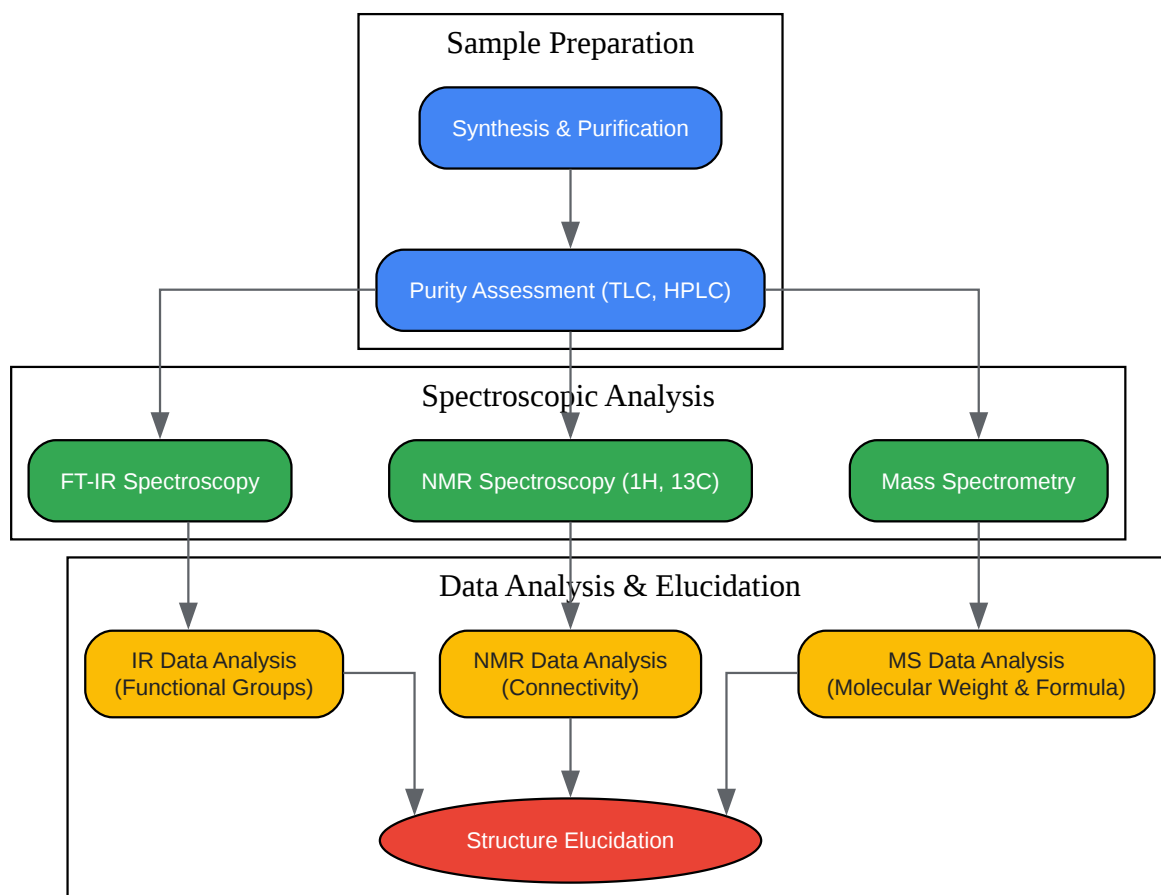 Sample Preparation
Synthesis & Purification
Purity Assessment (TLC, HPLC)
Spectroscopic Analysis
FT-IR Spectroscopy
NMR Spectroscopy (1H, 13C)
Mass Spectrometry
Data Analysis & Elucidation
IR Data Analysis
(Functional Groups)
NMR Data Analysis
(Connectivity)
MS Data Analysis
(Molecular Weight & Formula)
Structure Elucidation